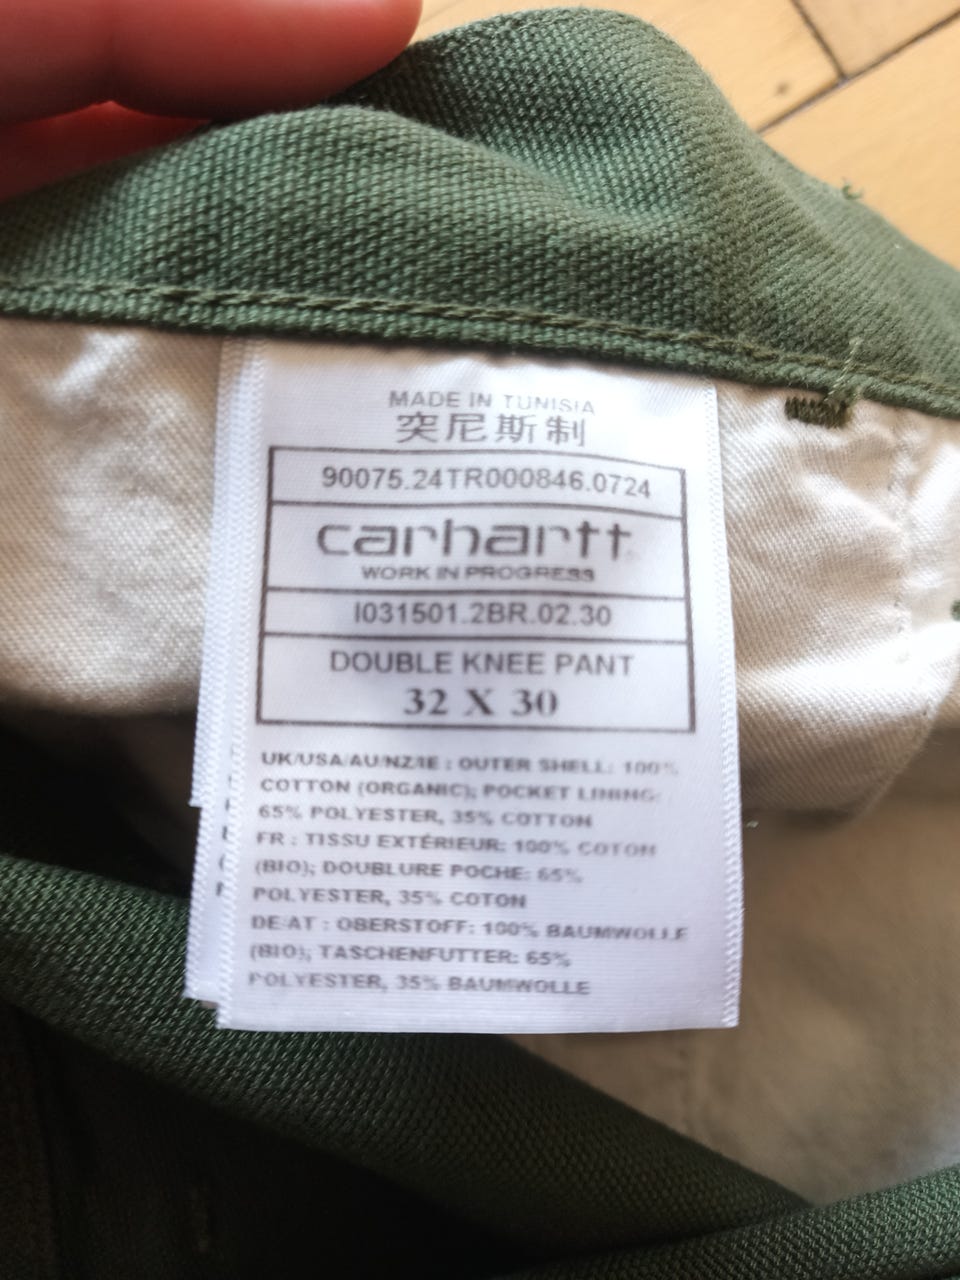 MADE IN TUNISIA
突尼斯制
90075.24TR000846.0724
carhartt
WORK IN PROGRESS
I031501.2BR.02.30
DOUBLE KNEE PANT
32 X 30
UK/USA/AU/NZ/IE : OUTER SHELL: 100%
COTTON (ORGANIC); POCKET LINING:
65% POLYESTER, 35% COTTON
FR : TISSU EXTÉRIEUR: 100% COTON
(BIO); DOUBLURE POCHE: 65%
POLYESTER, 35% COTON
DE-AT : OBERSTOFF: 100% BAUMWOLLE
(BIO); TASCHENFUTTER: 65%
POLYESTER, 35% BAUMWOLLE